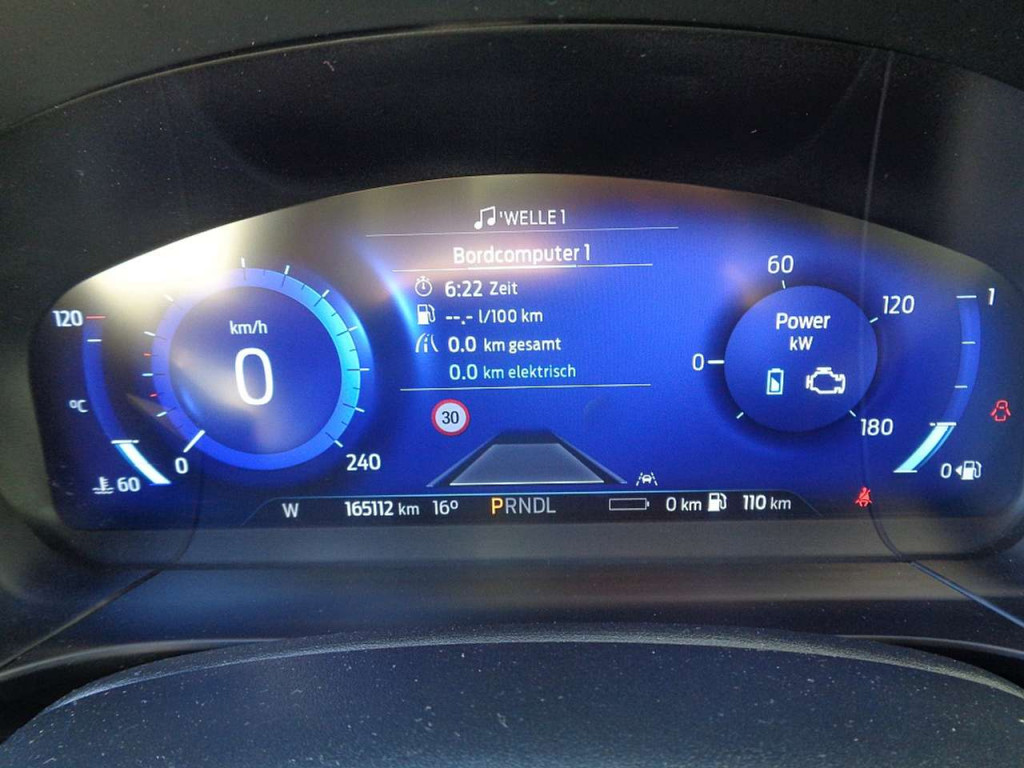 'WELLE 1
Bordcomputer 1
6:22 Zeit
--.- l/100 km
0.0 km gesamt
0.0 km elektrisch
30
120
°C
60
km/h
0
0
240
60
120
Power
kW
0
180
1
0
W 165112 km 16° PRNDL 0 km 110 km